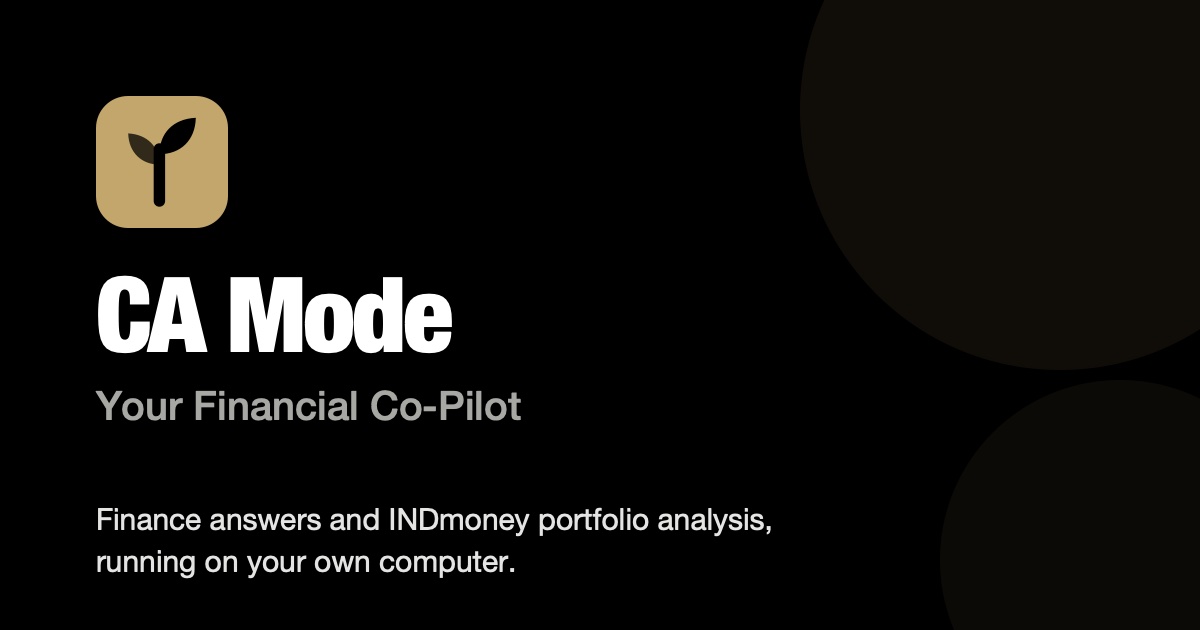 CA Mode
Your Financial Co-Pilot
Finance answers and INDmoney portfolio analysis,
running on your own computer.